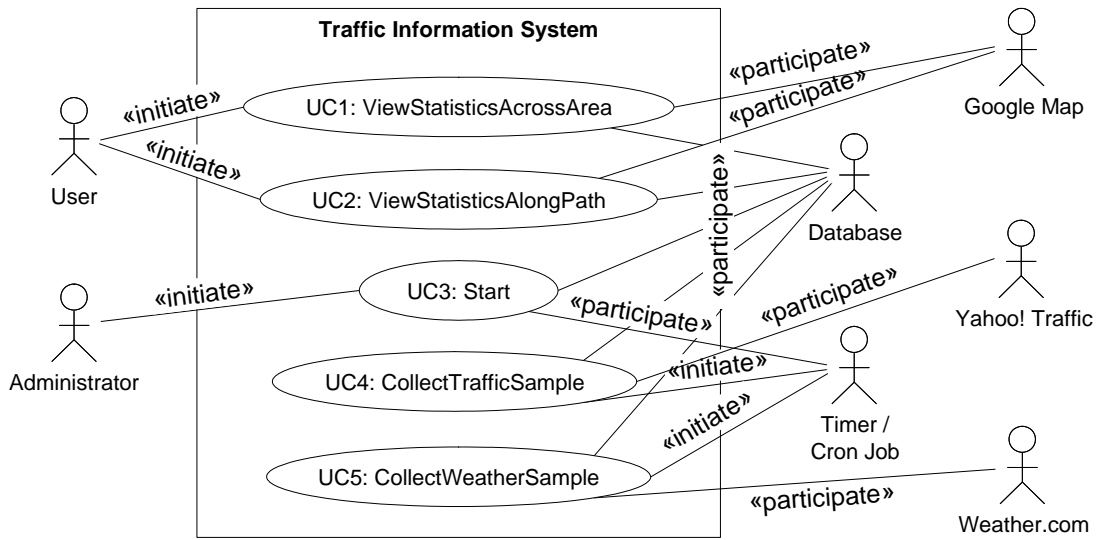 Traffic Information System
«participate»
«initiate»
UC1: ViewStatisticsAcrossArea
«participate»
Google Map
User
«initiate»
UC2: ViewStatisticsAlongPath
«participate»
«participate»
Database
«initiate»
UC3: Start
«participate»
«participate»
Yahoo! Traffic
Administrator
UC4: CollectTrafficSample
«initiate»
Timer /
Cron Job
«initiate»
UC5: CollectWeatherSample
«participate»
Weather.com